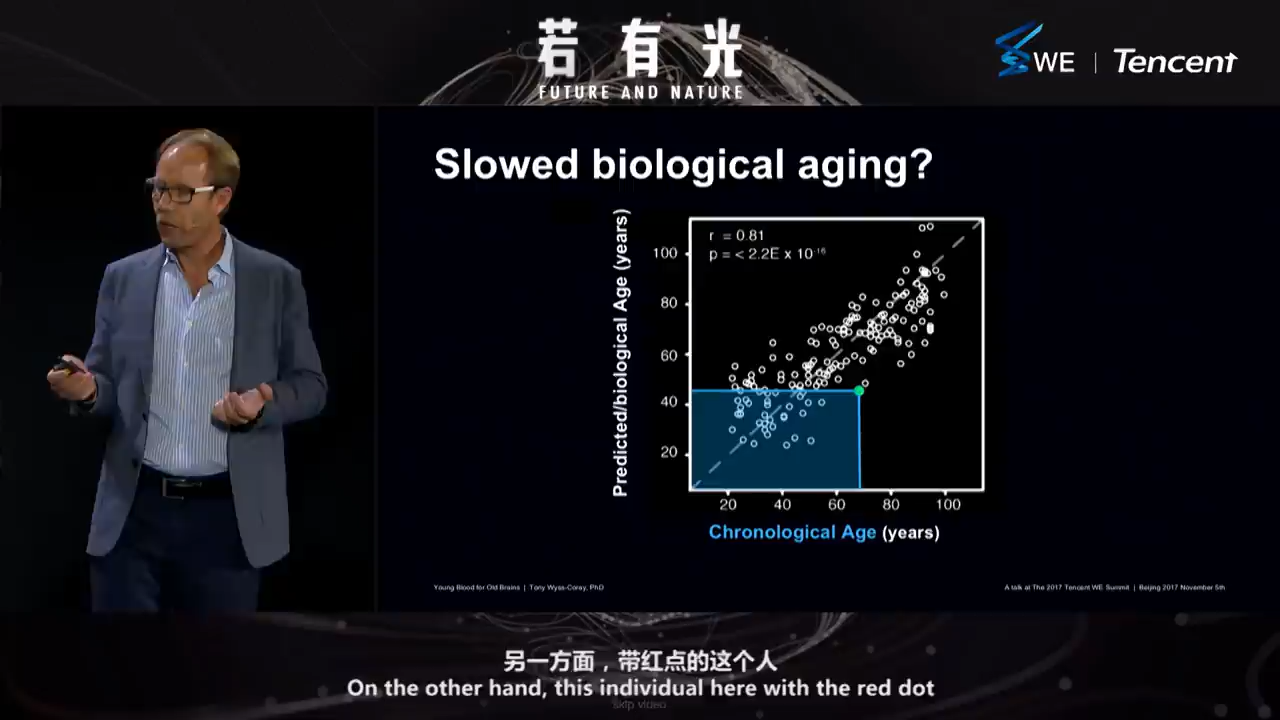 若有光
FUTURE AND NATURE
WE | Tencent
Slowed biological aging?
Predicted/biological Age (years)
r = 0.81
p = < 2.2E x 10-16
100
80
60
40
20
20 40 60 80 100
Chronological Age (years)
Young Blood for Old Brains | Tony Wyss-Coray, PhD
A talk at The 2017 Tencent WE Summit | Beijing 2017 November 5th
另一方面，带红点的这个人
On the other hand, this individual here with the red dot
skip video